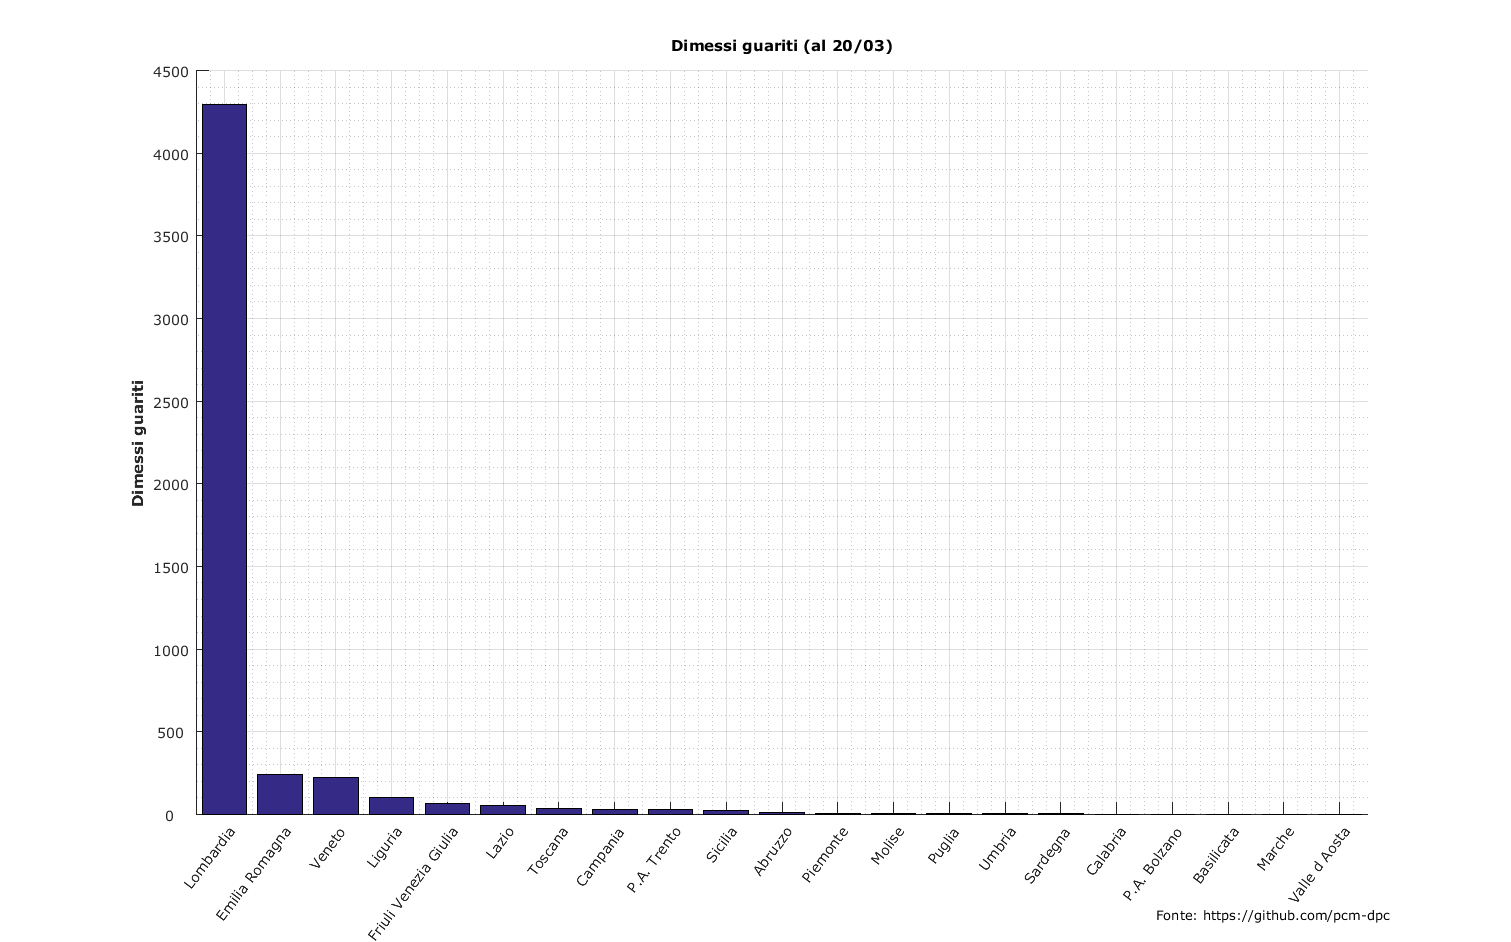 Dimessi guariti (al 20/03)
Dimessi guariti
4500
4000
3500
3000
2500
2000
1500
1000
500
0
Lombardia
Emilia Romagna
Veneto
Liguria
Friuli Venezia Giulia
Lazio
Toscana
Campania
P.A. Trento
Sicilia
Abruzzo
Piemonte
Molise
Puglia
Umbria
Sardegna
Calabria
P.A. Bolzano
Basilicata
Marche
Valle d Aosta
Fonte: https://github.com/pcm-dpc